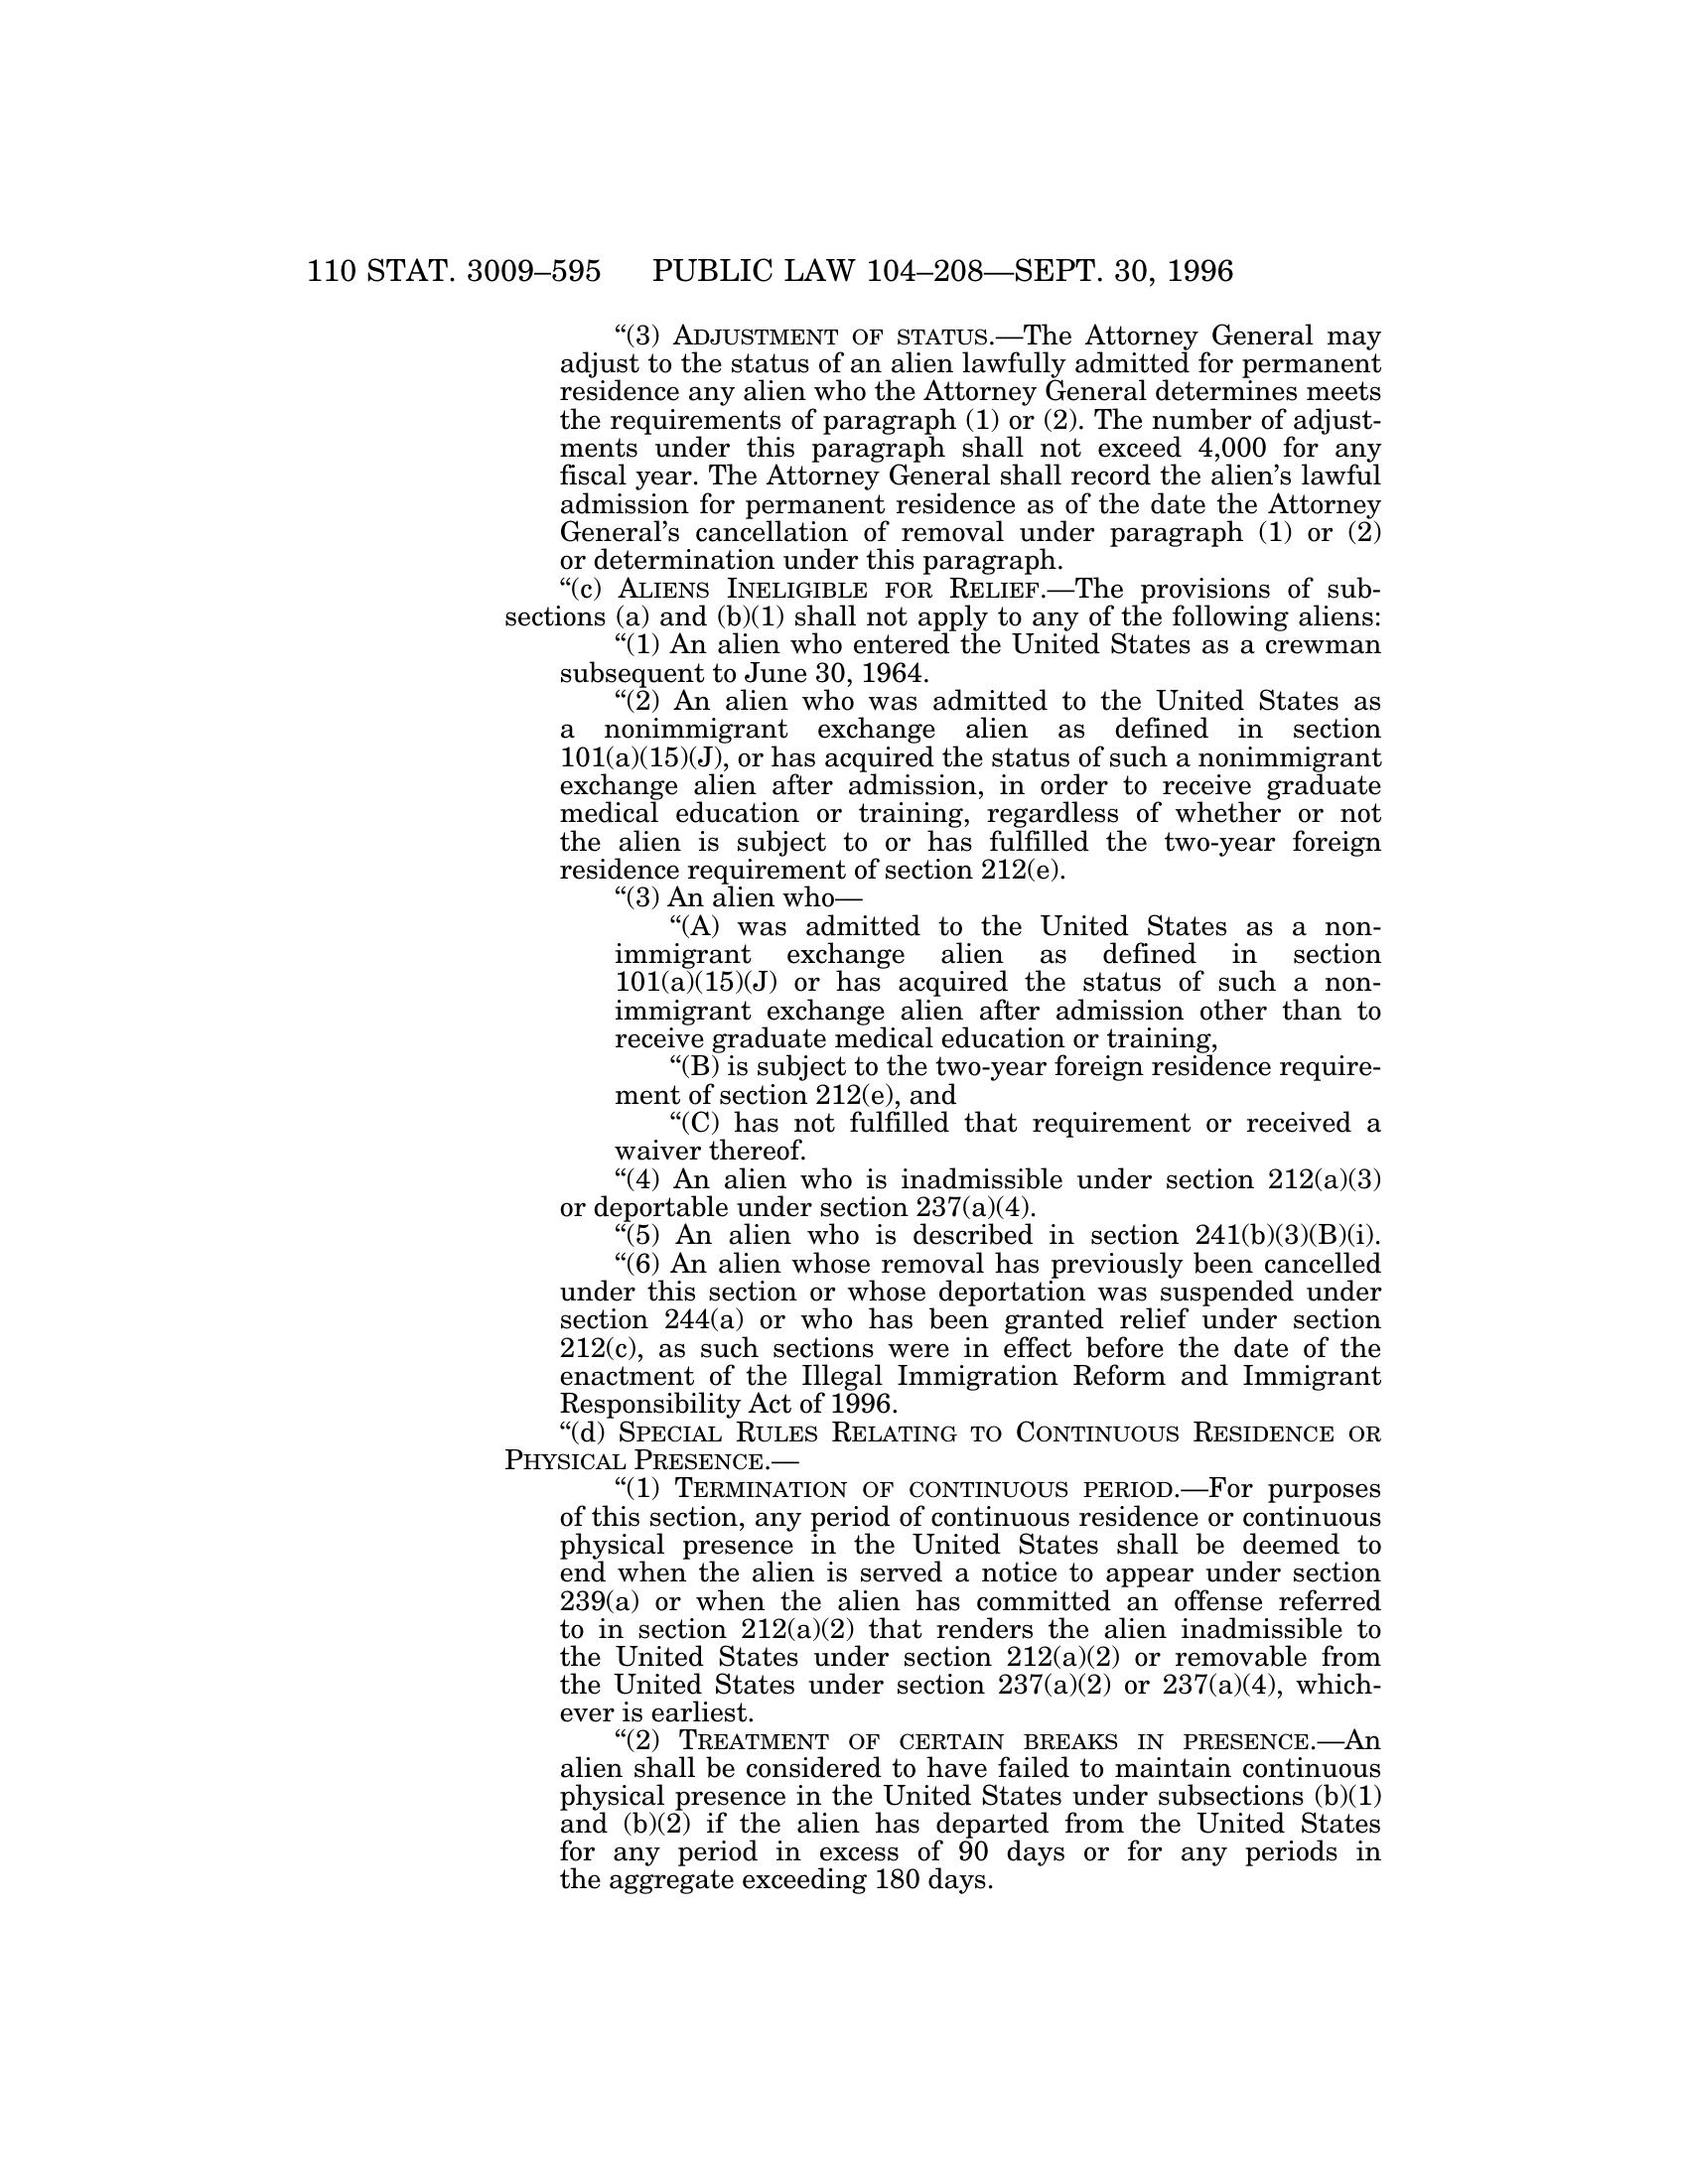 110 STAT. 3009–595 PUBLIC LAW 104–208—SEPT. 30, 1996
“(3) ADJUSTMENT OF STATUS.—The Attorney General may
adjust to the status of an alien lawfully admitted for permanent
residence any alien who the Attorney General determines meets
the requirements of paragraph (1) or (2). The number of adjust-
ments under this paragraph shall not exceed 4,000 for any
fiscal year. The Attorney General shall record the alien’s lawful
admission for permanent residence as of the date the Attorney
General’s cancellation of removal under paragraph (1) or (2)
or determination under this paragraph.
“(c) ALIENS INELIGIBLE FOR RELIEF.—The provisions of sub-
sections (a) and (b)(1) shall not apply to any of the following aliens:
“(1) An alien who entered the United States as a crewman
subsequent to June 30, 1964.
“(2) An alien who was admitted to the United States as
a nonimmigrant exchange alien as defined in section
101(a)(15)(J), or has acquired the status of such a nonimmigrant
exchange alien after admission, in order to receive graduate
medical education or training, regardless of whether or not
the alien is subject to or has fulfilled the two-year foreign
residence requirement of section 212(e).
“(3) An alien who—
“(A) was admitted to the United States as a non-
immigrant exchange alien as defined in section
101(a)(15)(J) or has acquired the status of such a non-
immigrant exchange alien after admission other than to
receive graduate medical education or training,
“(B) is subject to the two-year foreign residence require-
ment of section 212(e), and
“(C) has not fulfilled that requirement or received a
waiver thereof.
“(4) An alien who is inadmissible under section 212(a)(3)
or deportable under section 237(a)(4).
“(5) An alien who is described in section 241(b)(3)(B)(i).
“(6) An alien whose removal has previously been cancelled
under this section or whose deportation was suspended under
section 244(a) or who has been granted relief under section
212(c), as such sections were in effect before the date of the
enactment of the Illegal Immigration Reform and Immigrant
Responsibility Act of 1996.
“(d) SPECIAL RULES RELATING TO CONTINUOUS RESIDENCE OR
PHYSICAL PRESENCE.—
“(1) TERMINATION OF CONTINUOUS PERIOD.—For purposes
of this section, any period of continuous residence or continuous
physical presence in the United States shall be deemed to
end when the alien is served a notice to appear under section
239(a) or when the alien has committed an offense referred
to in section 212(a)(2) that renders the alien inadmissible to
the United States under section 212(a)(2) or removable from
the United States under section 237(a)(2) or 237(a)(4), which-
ever is earliest.
“(2) TREATMENT OF CERTAIN BREAKS IN PRESENCE.—An
alien shall be considered to have failed to maintain continuous
physical presence in the United States under subsections (b)(1)
and (b)(2) if the alien has departed from the United States
for any period in excess of 90 days or for any periods in
the aggregate exceeding 180 days.